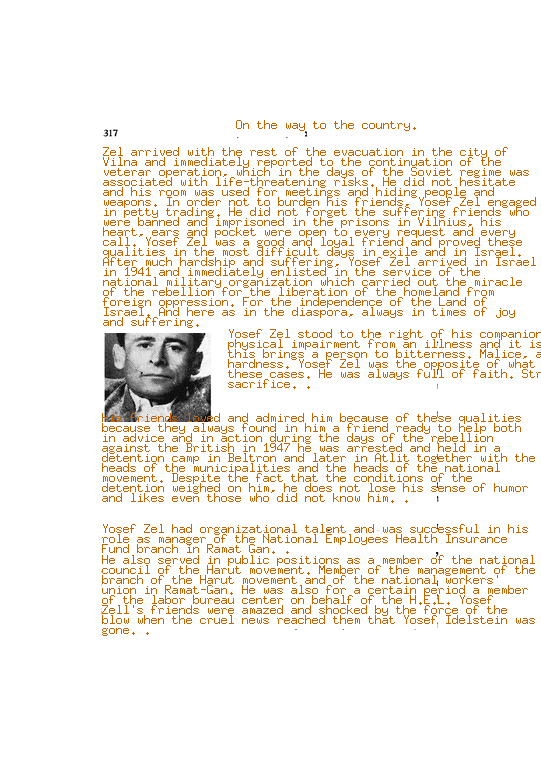 On the way to the country.
317
Zel arrived with the rest of the evacuation in the city of
Vilna and immediately reported to the continuation of the
veterar operation, which in the days of the Soviet regime was
associated with life-threatening risks. He did not hesitate
and his room was used for meetings and hiding people and
weapons. In order not to burden his friends, Yosef Zel engaged
in petty trading. He did not forget the suffering friends who
were banned and imprisoned in the prisons in Vilnius, his
heart, ears and pocket were open to every request and every
call. Yosef Zel was a good and loyal friend and proved these
qualities in the most difficult days in exile and in Israel.
After much hardship and suffering, Yosef Zel arrived in Israel
in 1941 and immediately enlisted in the service of the
national military organization which carried out the miracle
of the rebellion for the liberation of the homeland from
foreign oppression. For the independence of the Land of
Israel. And here as in the diaspora, always in times of joy
and suffering.
Yosef Zel stood to the right of his companion
physical impairment from an illness and it is
this brings a person to bitterness. Malice, a
hardness. Yosef Zel was the opposite of what
these cases. He was always full of faith. Str
sacrifice. .
His friends loved and admired him because of these qualities
because they always found in him a friend ready to help both
in advice and in action during the days of the rebellion
against the British in 1947 he was arrested and held in a
detention camp in Beltron and later in Atlit together with the
heads of the municipalities and the heads of the national
movement. Despite the fact that the conditions of the
detention weighed on him, he does not lose his sense of humor
and likes even those who did not know him. .
Yosef Zel had organizational talent and was successful in his
role as manager of the National Employees Health Insurance
Fund branch in Ramat Gan. .
He also served in public positions as a member of the national
council of the Harut movement. Member of the management of the
branch of the Harut movement and of the national workers'
union in Ramat-Gan. He was also for a certain period a member
of the labor bureau center on behalf of the H.E.L. Yosef
Zell's friends were amazed and shocked by the force of the
blow when the cruel news reached them that Yosef Idelstein was
gone. .